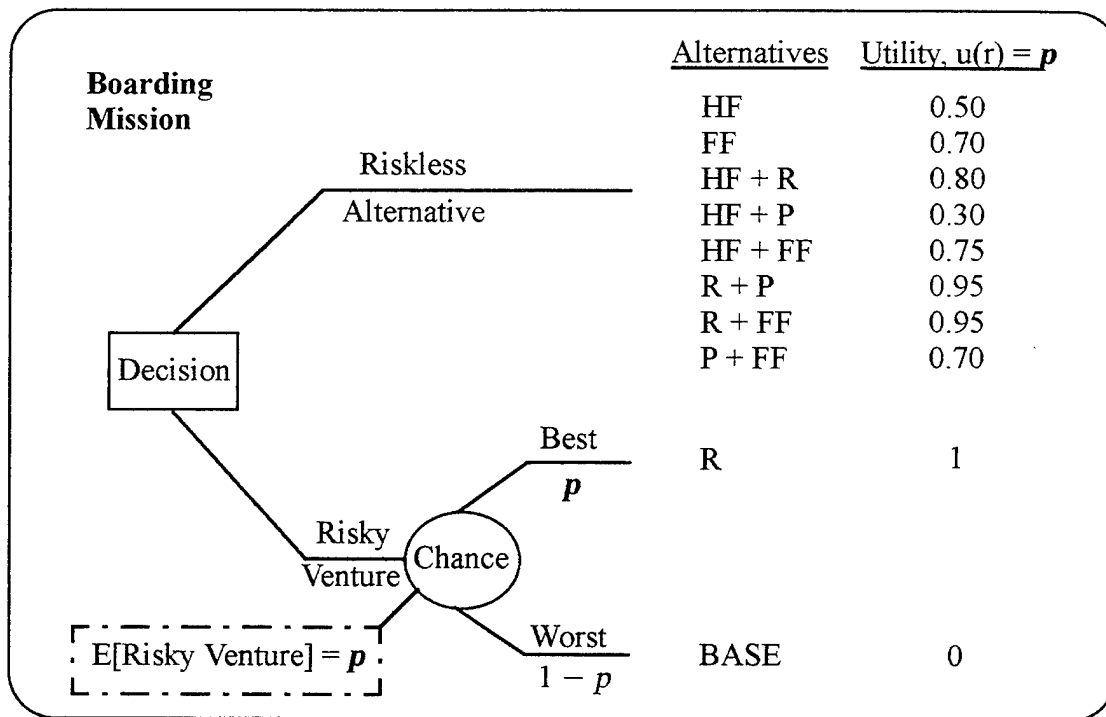 Alternatives Utility, u(r) = p
Boarding
Mission
HF 0.50
FF 0.70
HF + R 0.80
HF + P 0.30
HF + FF 0.75
R + P 0.95
R + FF 0.95
P + FF 0.70
Riskless
Alternative
Decision
Best
p
R 1
Risky
Venture
Chance
E[Risky Venture] = p
Worst
1 − p
BASE 0